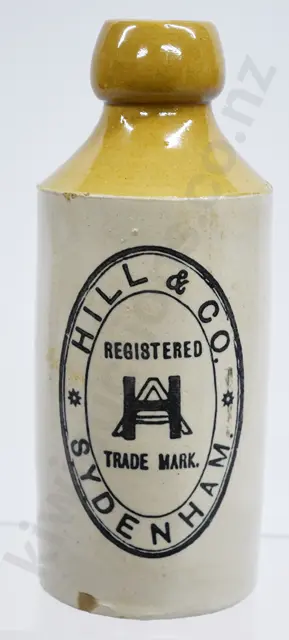 HILL & CO.
REGISTERED
H
TRADE MARK.
SYDENHAM.